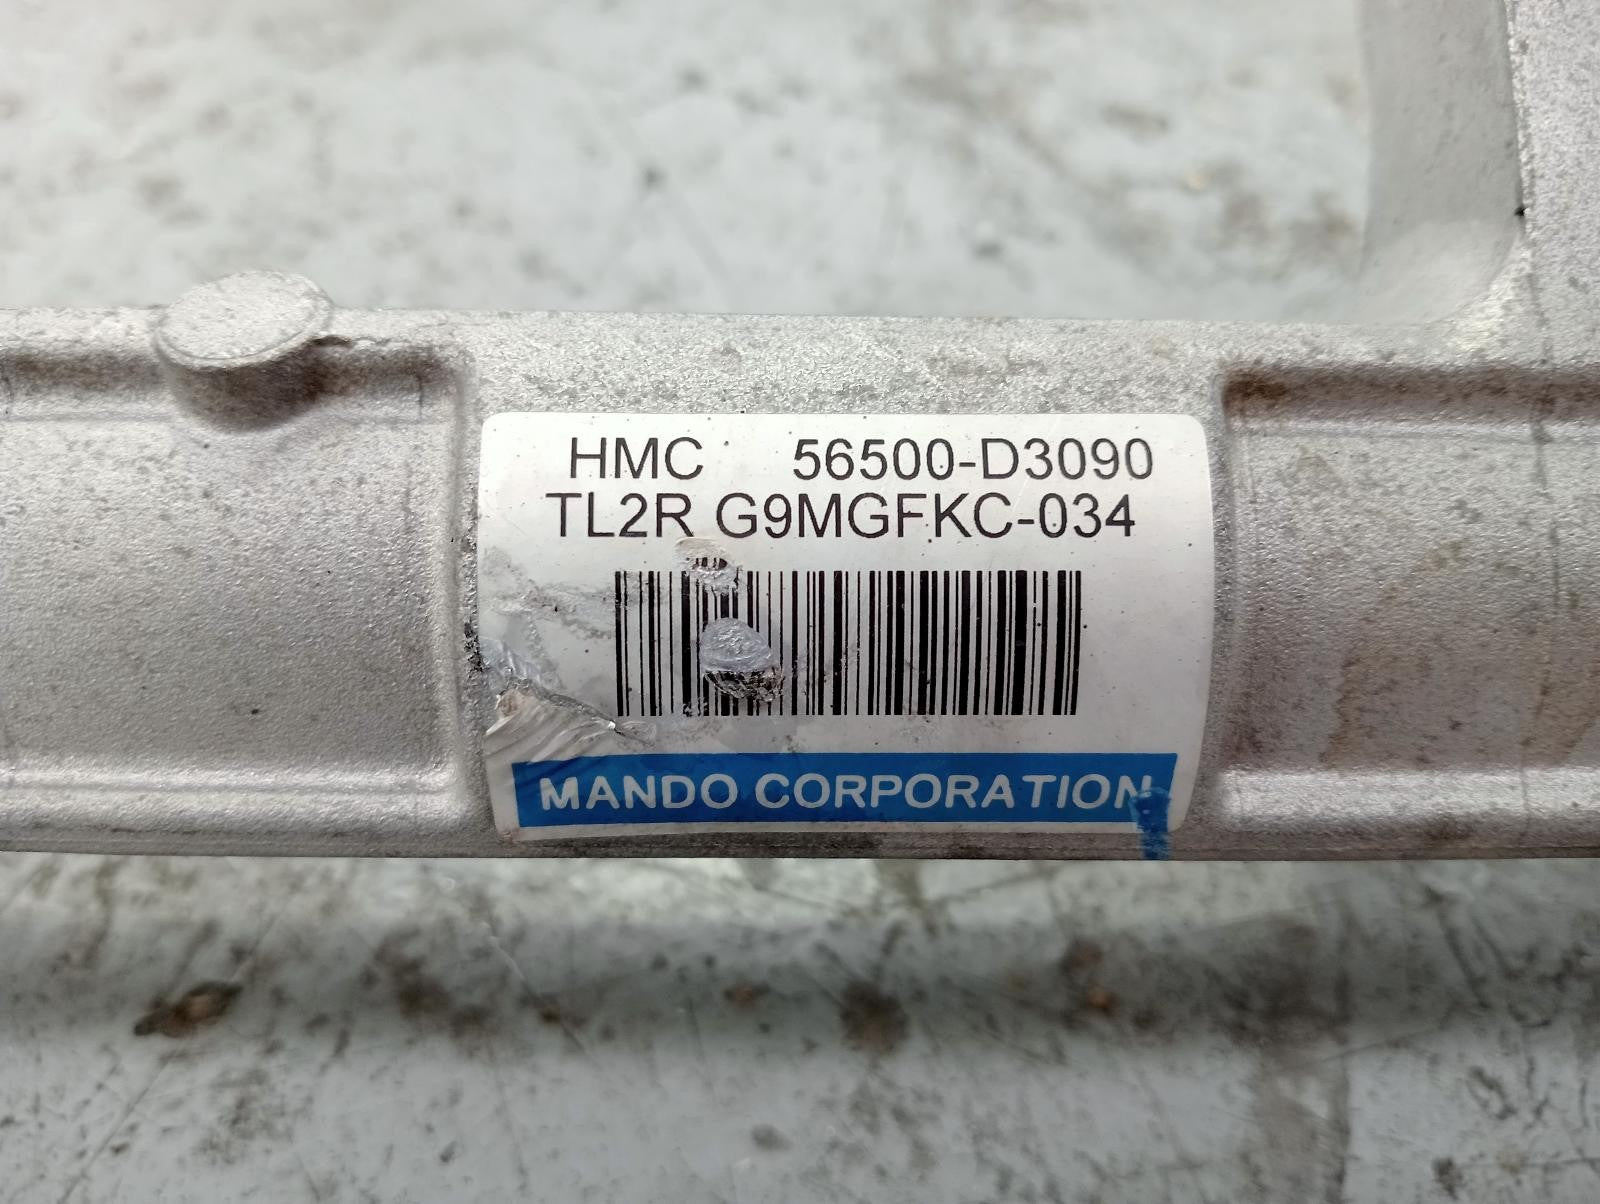 HMC 56500-D3090
TL2R G9MGFKC-034
MANDO CORPORATION